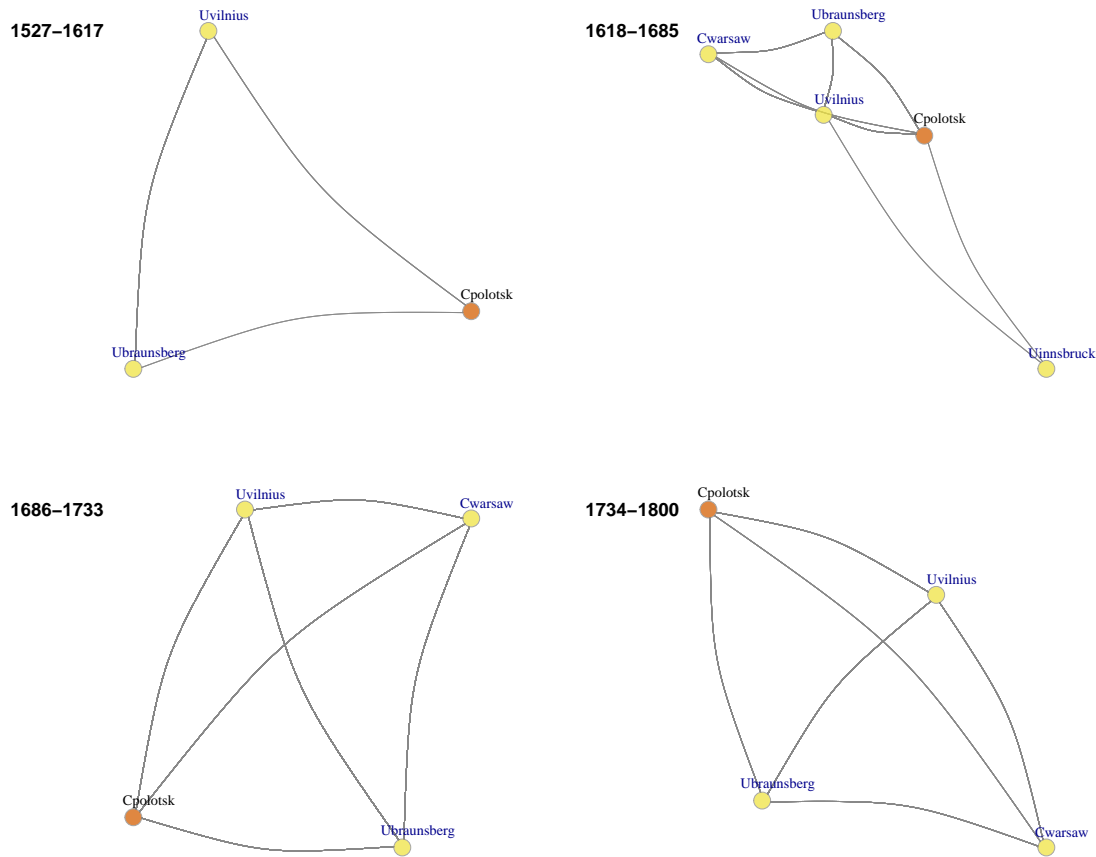 1527–1617
Uvilnius
Cpolotsk
Ubraunsberg
1618–1685
Ubraunsberg
Cwarsaw
Uvilnius
Cpolotsk
Uinnsbruck
1686–1733
Uvilnius
Cwarsaw
Cpolotsk
Ubraunsberg
1734–1800
Cpolotsk
Uvilnius
Ubraunsberg
Cwarsaw